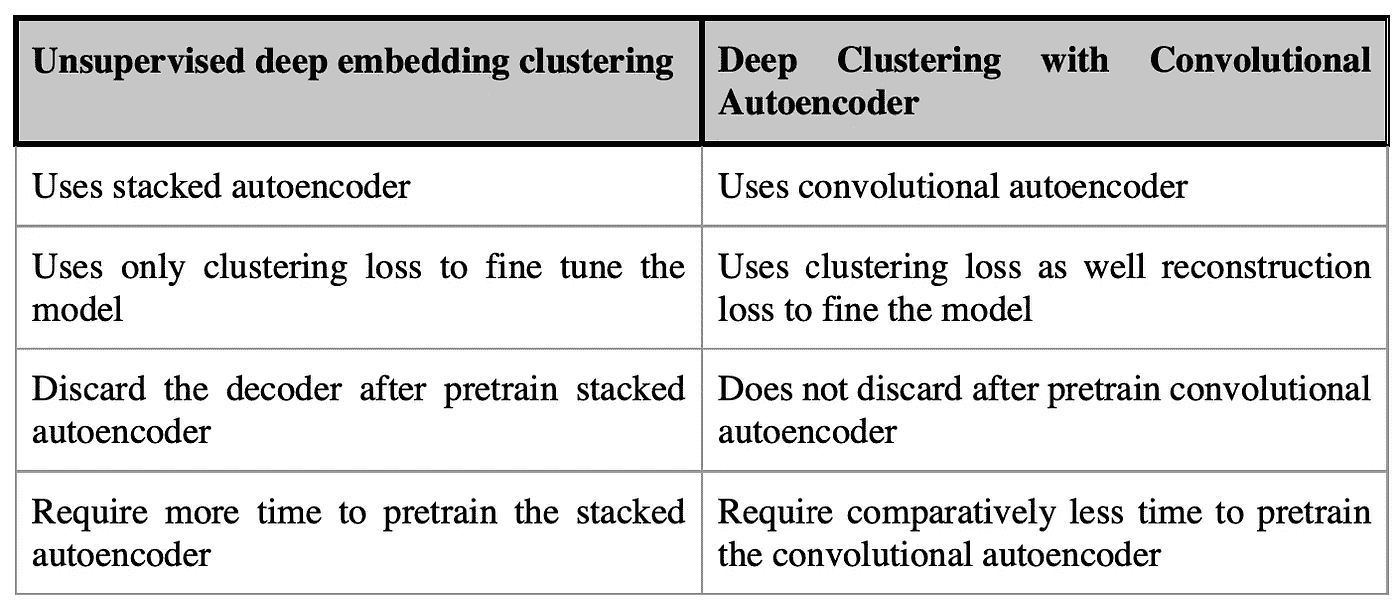 Unsupervised deep embedding clustering
Deep Clustering with Convolutional
Autoencoder
Uses stacked autoencoder
Uses convolutional autoencoder
Uses only clustering loss to fine tune the
model
Uses clustering loss as well reconstruction
loss to fine the model
Discard the decoder after pretrain stacked
autoencoder
Does not discard after pretrain convolutional
autoencoder
Require more time to pretrain the stacked
autoencoder
Require comparatively less time to pretrain
the convolutional autoencoder